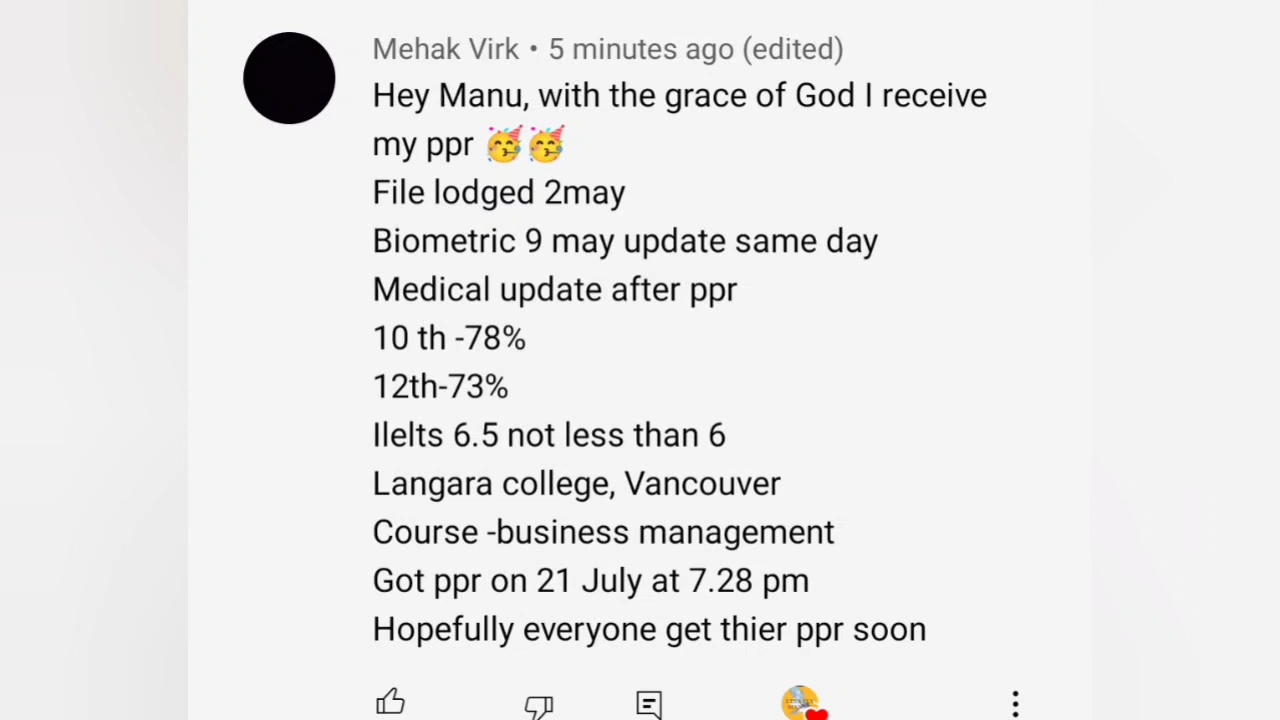 Mehak Virk • 5 minutes ago (edited)
Hey Manu, with the grace of God I receive
my ppr 🥳🥳
File lodged 2may
Biometric 9 may update same day
Medical update after ppr
10 th -78%
12th-73%
Ilelts 6.5 not less than 6
Langara college, Vancouver
Course -business management
Got ppr on 21 July at 7.28 pm
Hopefully everyone get thier ppr soon